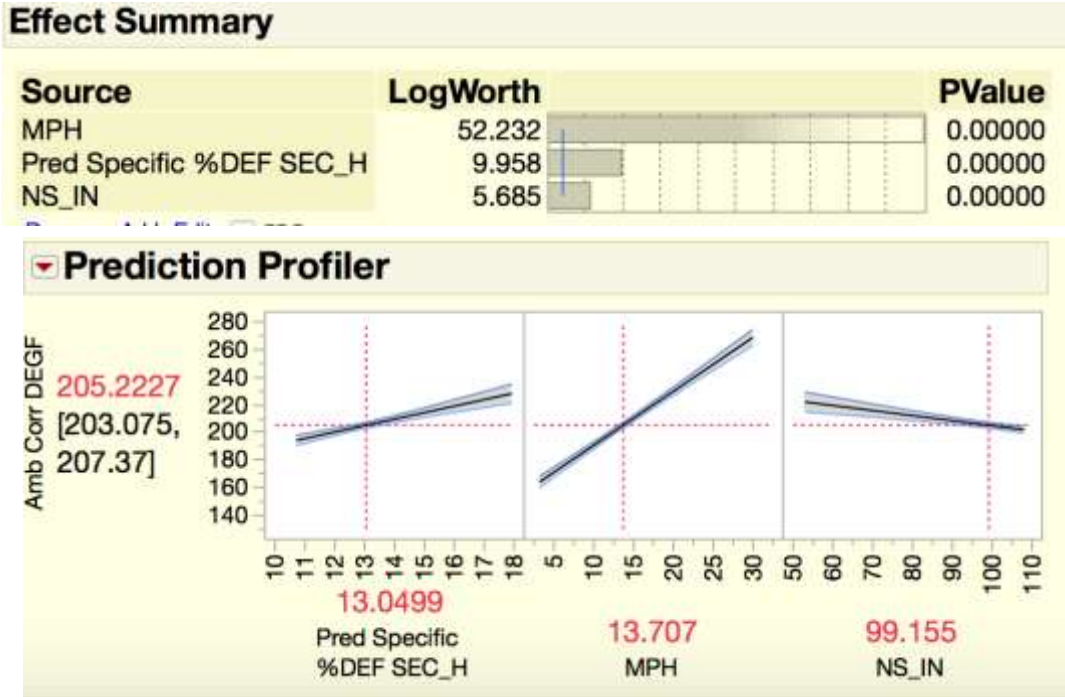 Effect Summary
Source LogWorth PValue
MPH 52.232 0.00000
Pred Specific %DEF SEC_H 9.958 0.00000
NS_IN 5.685 0.00000
Prediction Profiler
Amb Corr DEGF
205.2227
[203.075,
207.37]
280
260
240
220
200
180
160
140
10 11 12 13 14 15 16 17 18
5 10 15 20 25 30
50 60 70 80 90 100 110
13.0499
Pred Specific
%DEF SEC_H
13.707
MPH
99.155
NS_IN